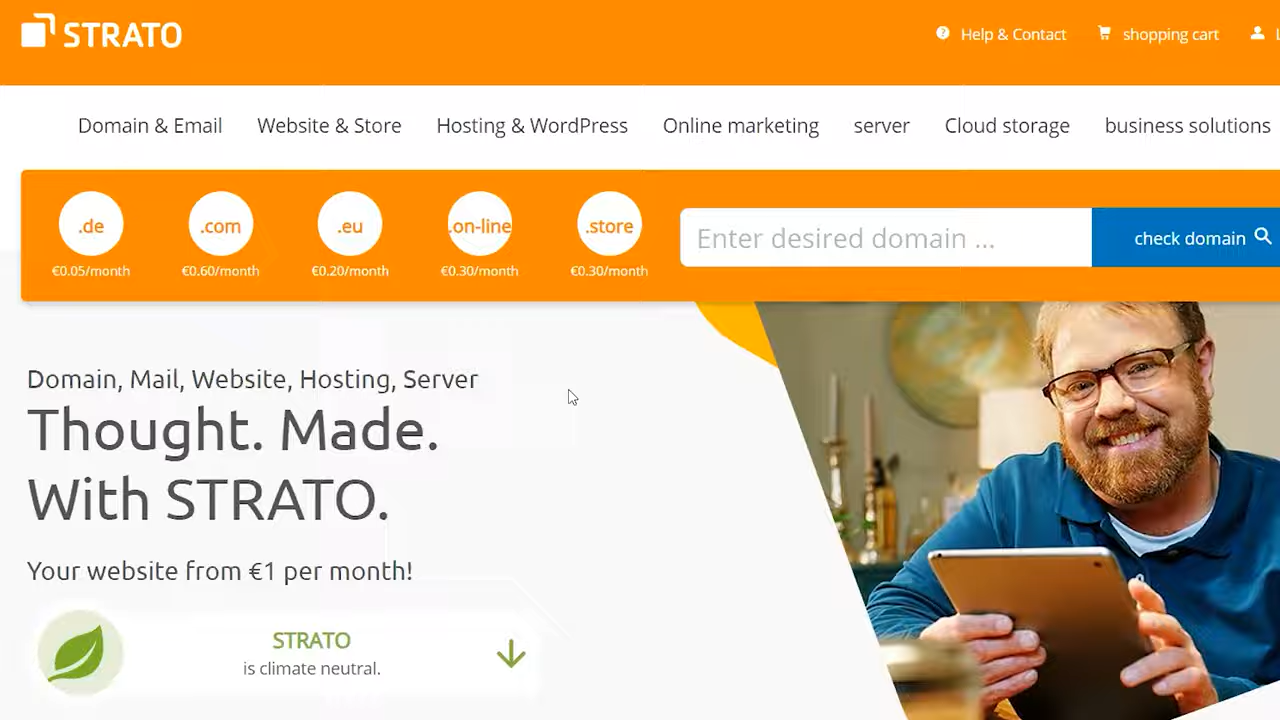 STRATO
Help & Contact
shopping cart
Domain & Email
Website & Store
Hosting & WordPress
Online marketing
server
Cloud storage
business solutions
.de
.com
.eu
.on-line
.store
€0.05/month
€0.60/month
€0.20/month
€0.30/month
€0.30/month
Enter desired domain ...
check domain
Domain, Mail, Website, Hosting, Server
Thought. Made.
With STRATO.
Your website from €1 per month!
STRATO
is climate neutral.